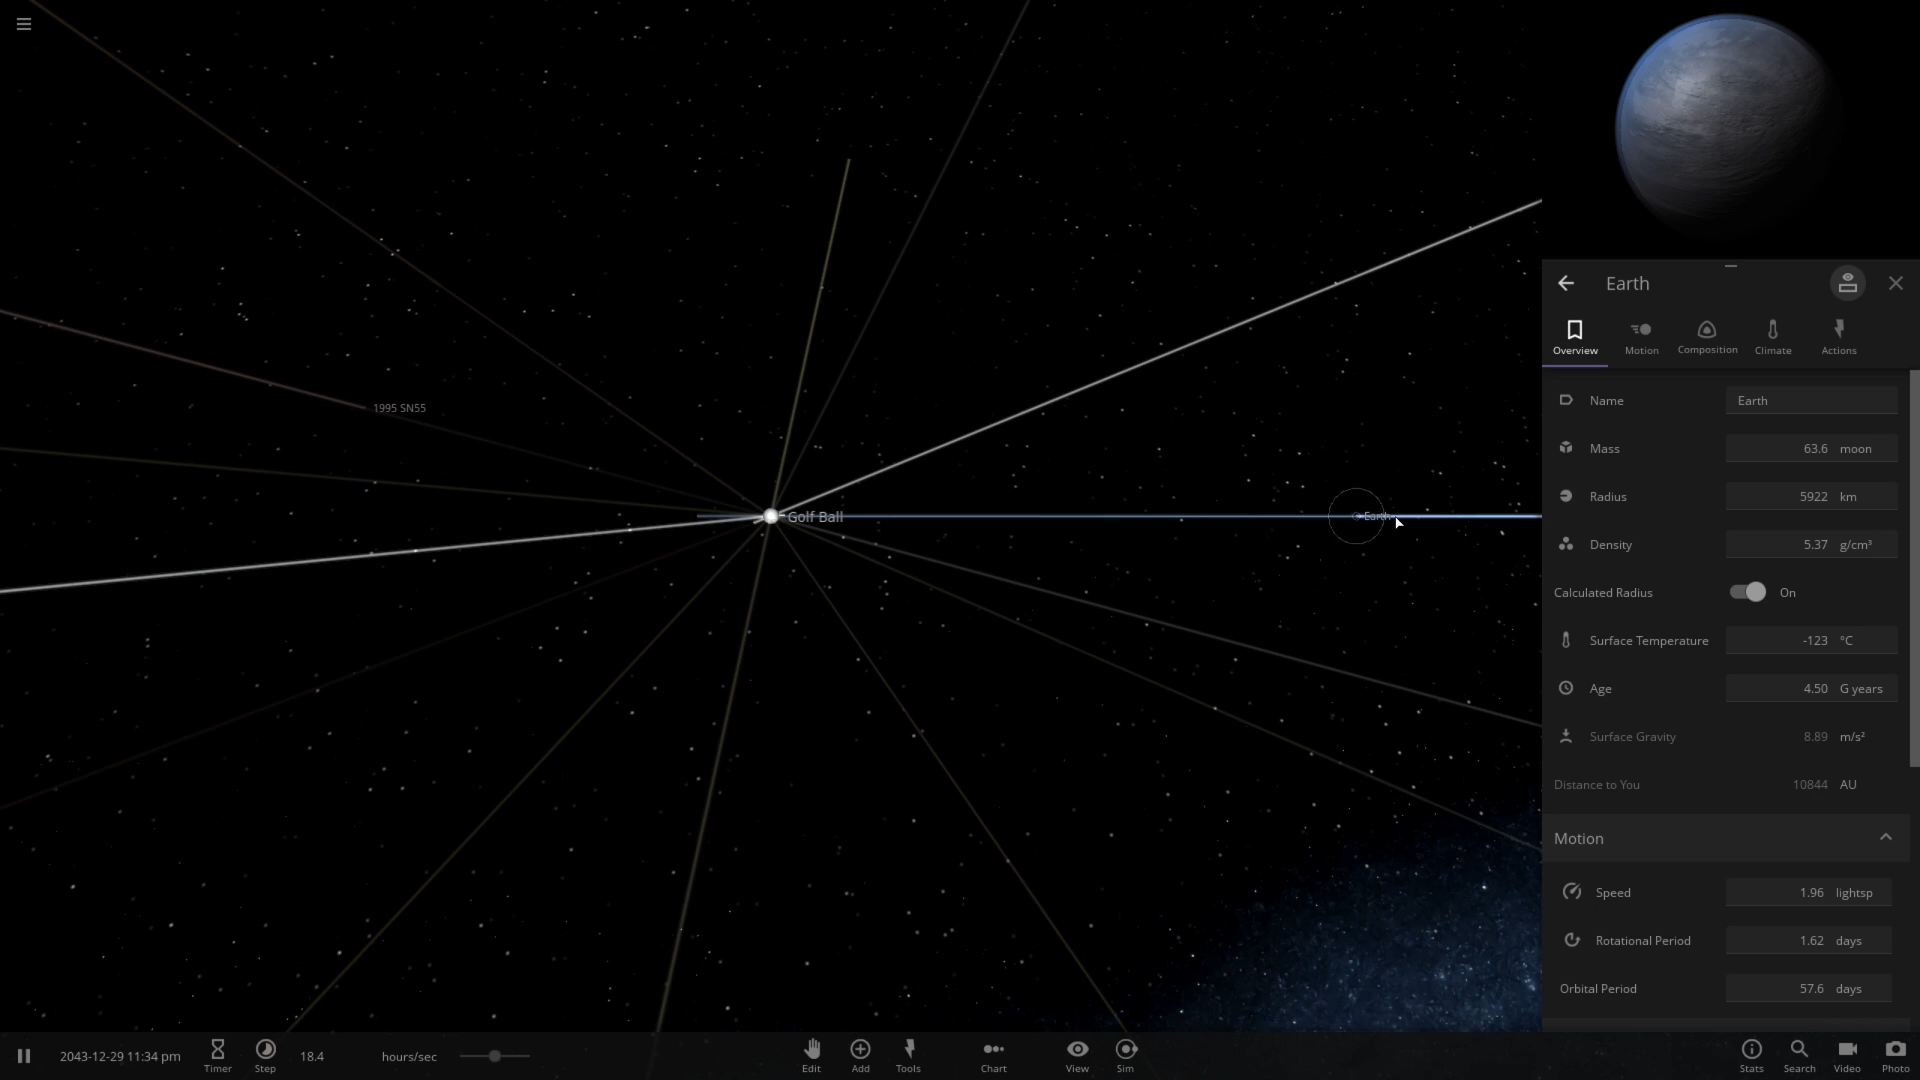 Earth
Overview
Motion
Composition
Climate
Actions
Name Earth
Mass 63.6 moon
Radius 5922 km
Density 5.37 g/cm³
Calculated Radius On
Surface Temperature -123 °C
Age 4.50 G years
Surface Gravity 8.89 m/s²
Distance to You 10844 AU
Motion
Speed 1.96 lightsp
Rotational Period 1.62 days
Orbital Period 57.6 days
1995 SN55
Golf Ball
Earth
2043-12-29 11:34 pm
Timer
Step
18.4 hours/sec
Edit
Add
Tools
Chart
View
Sim
Stats
Search
Video
Photo